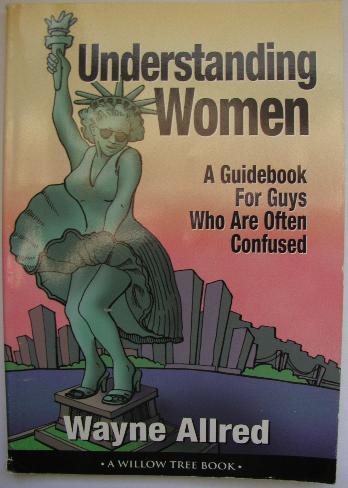 Understanding
Women
A Guidebook
For Guys
Who Are Often
Confused
Wayne Allred
• A WILLOW TREE BOOK •